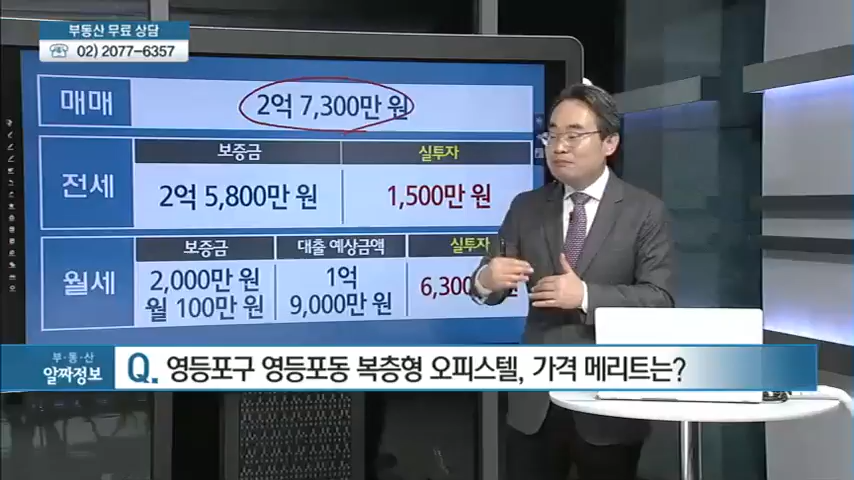 부동산 무료 상담
02) 2077-6357
매매
2억 7,300만 원
전세
보증금
실투자
2억 5,800만 원
1,500만 원
월세
보증금
대출 예상금액
실투자
2,000만 원
월 100만 원
1억
9,000만 원
6,300
부·동·산
알짜정보
Q. 영등포구 영등포동 복층형 오피스텔, 가격 메리트는?